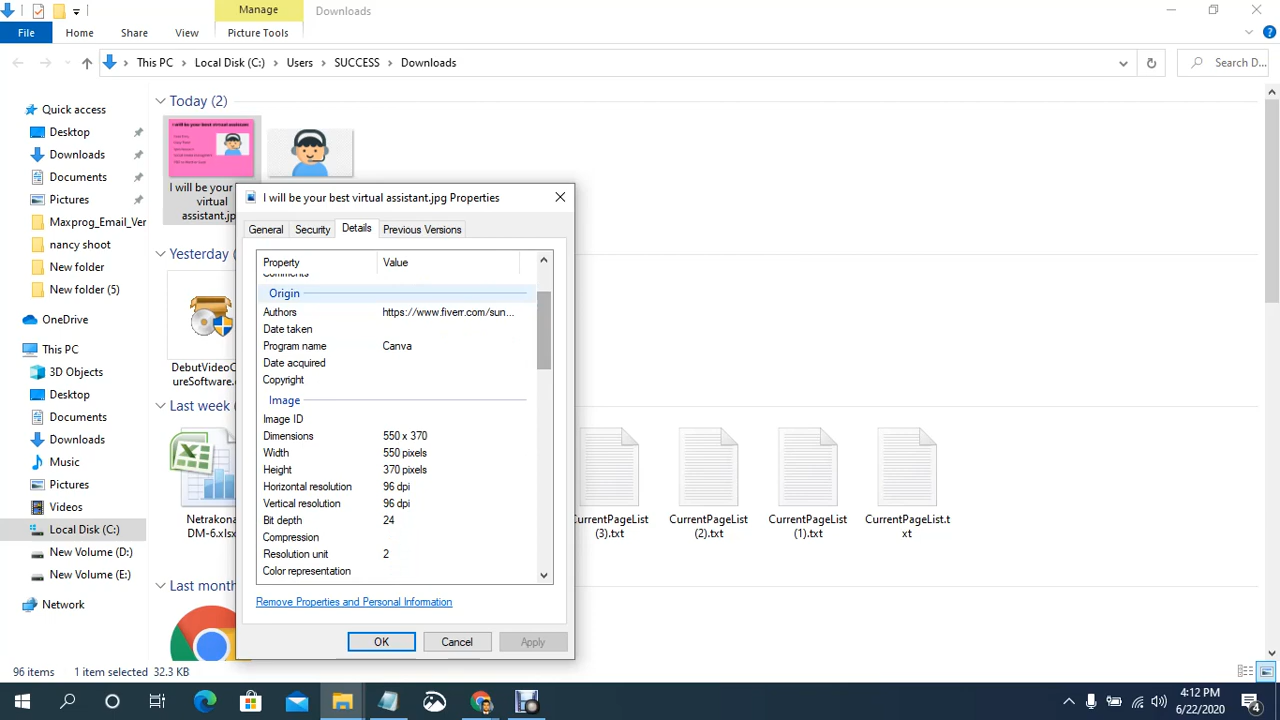 Manage
Downloads
File
Home
Share
View
Picture Tools
This PC
Local Disk (C:)
Users
SUCCESS
Downloads
Search D...
Quick access
Desktop
Downloads
Documents
Pictures
Maxprog_Email_Ver
nancy shoot
New folder
New folder (5)
OneDrive
This PC
3D Objects
Desktop
Documents
Downloads
Music
Pictures
Videos
Local Disk (C:)
New Volume (D:)
New Volume (E:)
Network
Today (2)
I will be your best virtual assistant
I will be your
virtual
assistant.jp
Yesterday (
DebutVideoC
ureSoftware.
Last week (
Netrakona
DM-6.xlsx
CurrentPageList
(3).txt
CurrentPageList
(2).txt
CurrentPageList
(1).txt
CurrentPageList.t
xt
Last month
I will be your best virtual assistant.jpg Properties
General
Security
Details
Previous Versions
Property Value
Comments
Origin
Authors https://www.fiverr.com/sun...
Date taken
Program name Canva
Date acquired
Copyright
Image
Image ID
Dimensions 550 x 370
Width 550 pixels
Height 370 pixels
Horizontal resolution 96 dpi
Vertical resolution 96 dpi
Bit depth 24
Compression
Resolution unit 2
Color representation
Remove Properties and Personal Information
OK
Cancel
Apply
96 items 1 item selected 32.3 KB
4:12 PM
6/22/2020
4